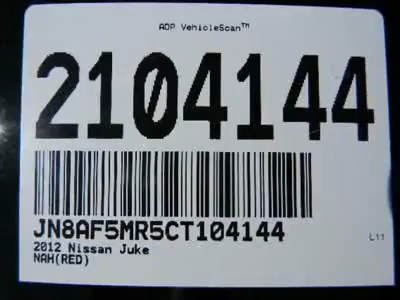 ADP VehicleScan™
2104144
JN8AF5MR5CT104144
L11
2012 Nissan Juke
NAH(RED)